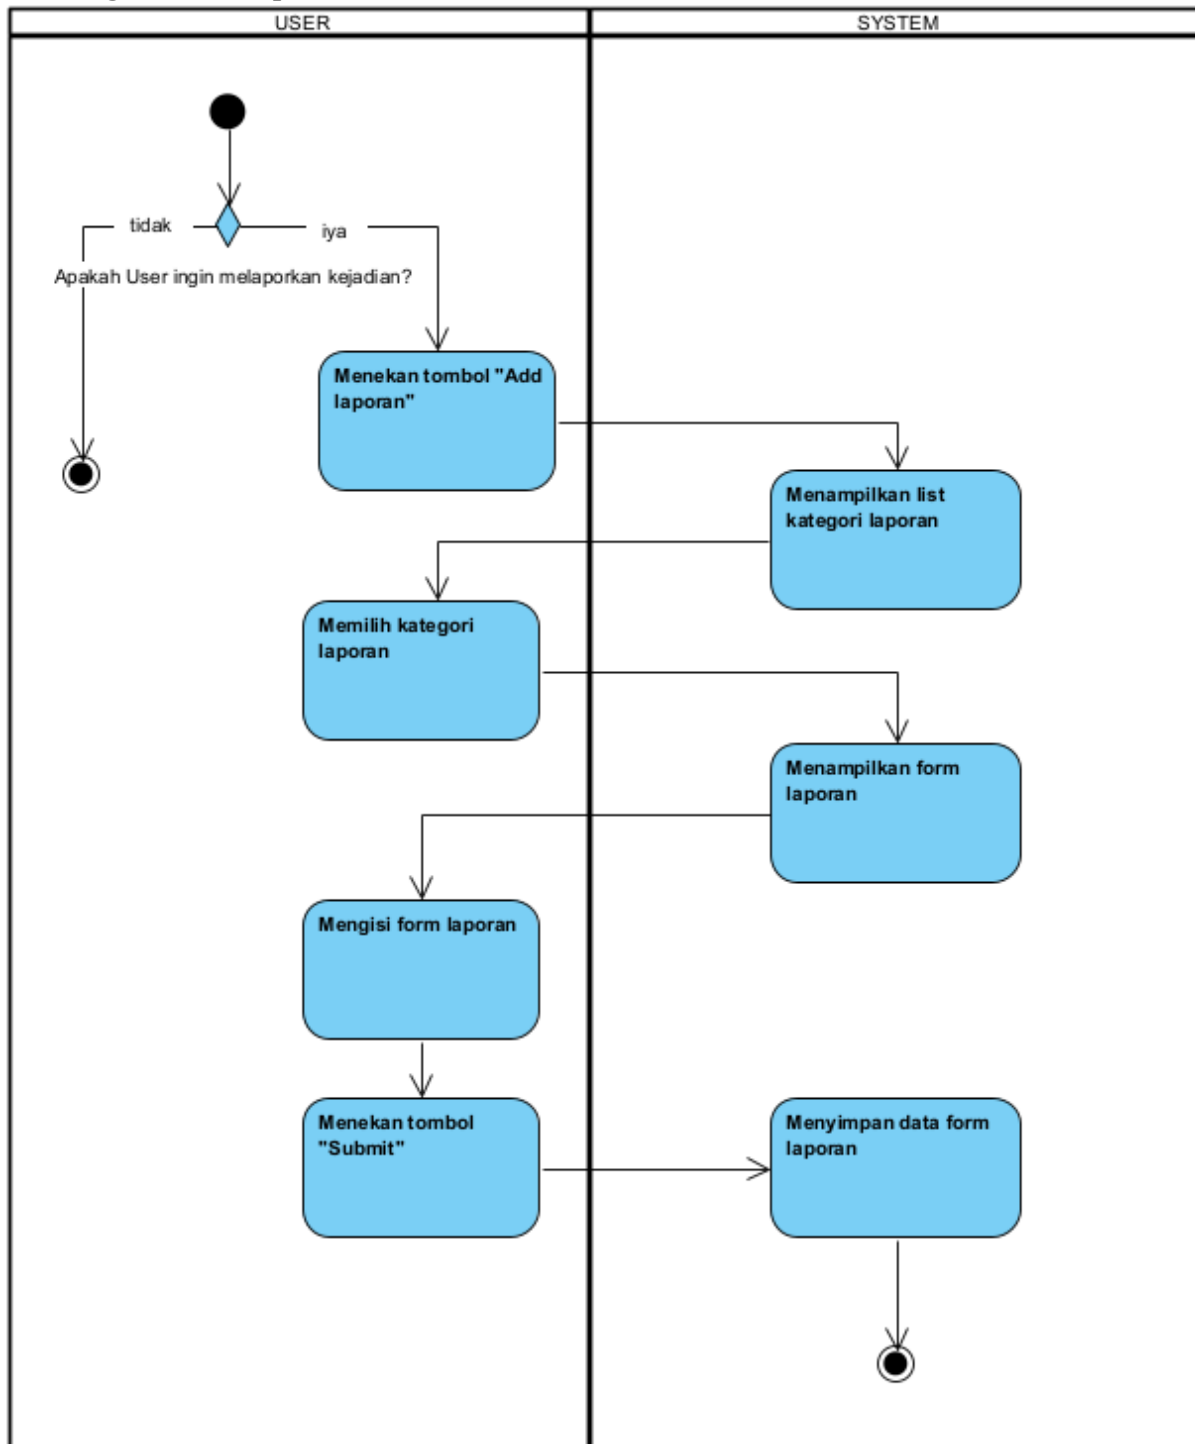 USER
SYSTEM
tidak
iya
Apakah User ingin melaporkan kejadian?
Menekan tombol "Add
laporan"
Menampilkan list
kategori laporan
Memilih kategori
laporan
Menampilkan form
laporan
Mengisi form laporan
Menekan tombol
"Submit"
Menyimpan data form
laporan